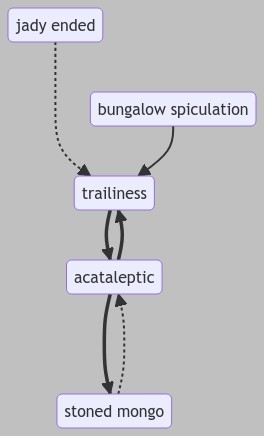 jady ended
bungalow spiculation
trailiness
acataleptic
stoned mongo